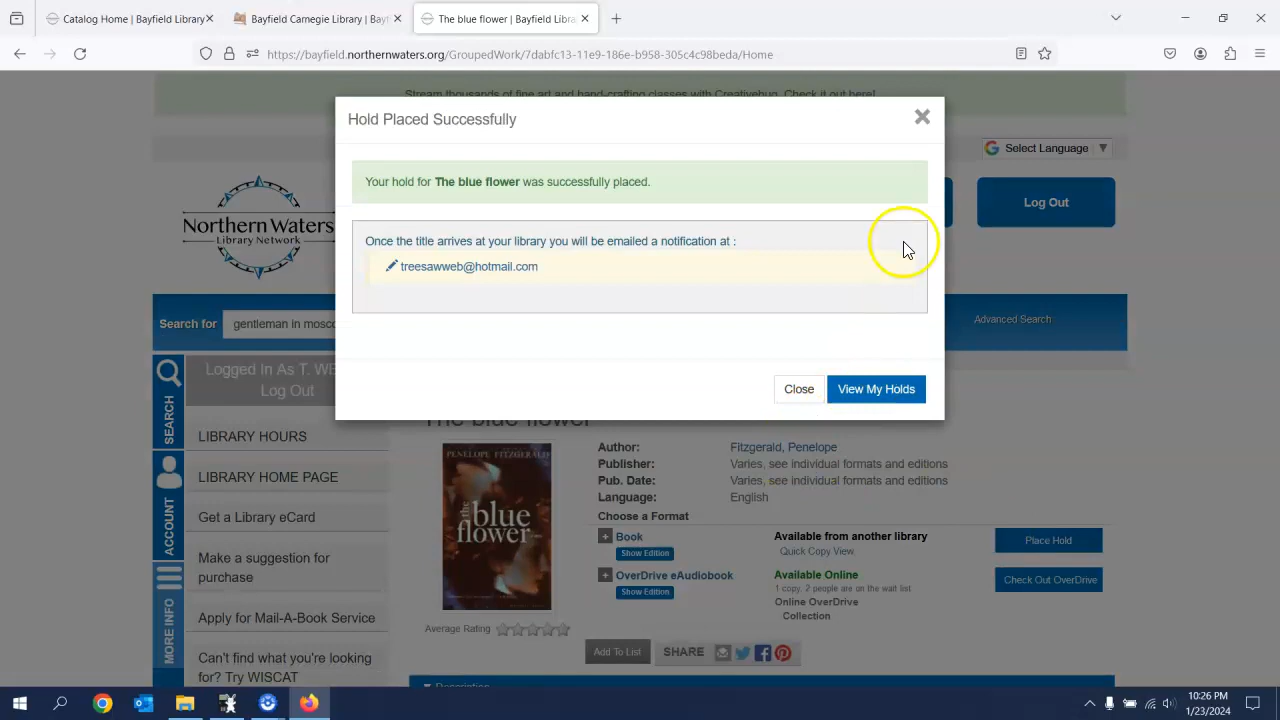 Catalog Home | Bayfield Library
Bayfield Carnegie Library | Bay
The blue flower | Bayfield Libra
https://bayfield.northernwaters.org/GroupedWork/7dabfc13-11e9-186e-b958-305c4c98beda/Home
Stream thousands of fine art and hand-crafting classes with Creativebug. Check it out here!
Hold Placed Successfully
Your hold for The blue flower was successfully placed.
Once the title arrives at your library you will be emailed a notification at :
treesawweb@hotmail.com
Close
View My Holds
Select Language
Northern Waters
Library Network
Log Out
Search for
gentleman in mosco
Advanced Search
Logged In As T. WE
Log Out
SEARCH
ACCOUNT
MORE INFO
LIBRARY HOURS
LIBRARY HOME PAGE
Get a Library eCard
Make a suggestion for
purchase
Apply for Mail-A-Book Service
Can't find what you're looking
for? Try WISCAT
The blue flower
PENELOPE FITZGERALD
the
blue
flower
Average Rating
Author: Fitzgerald, Penelope
Publisher: Varies, see individual formats and editions
Pub. Date: Varies, see individual formats and editions
Language: English
Choose a Format
Book
Show Edition
Available from another library
Quick Copy View
Place Hold
OverDrive eAudiobook
Show Edition
Available Online
1 copy, 2 people are on the wait list
Online OverDrive
Collection
Check Out OverDrive
Add To List
SHARE
Description
10:26 PM
1/23/2024